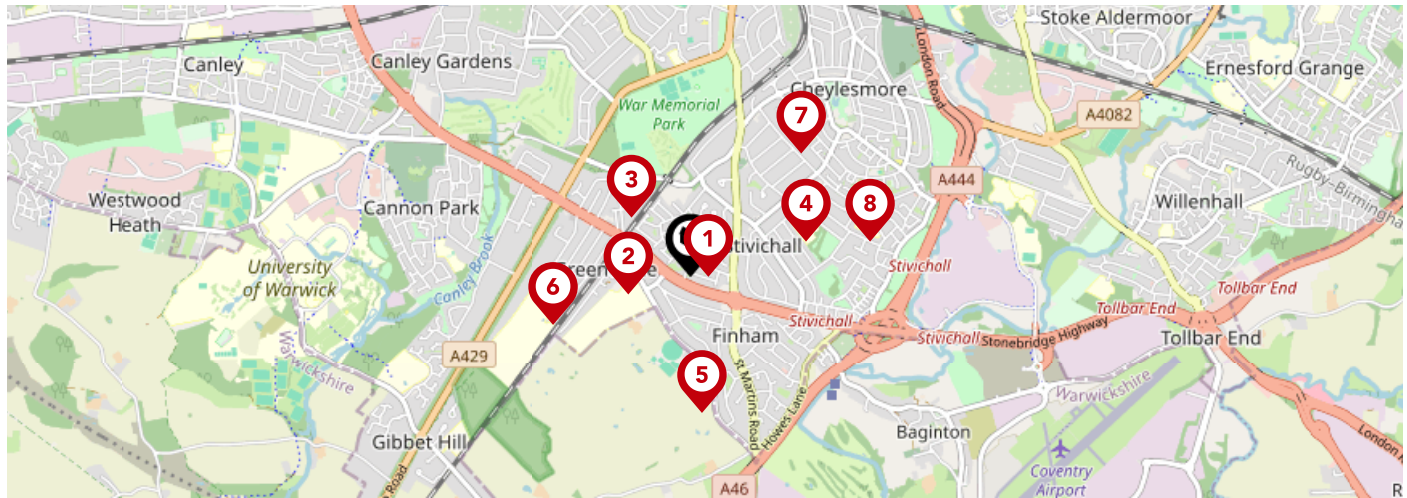 Stoke Aldermoor
London Road
Canley
Canley Gardens
Ernesford Grange
Cheylesmore
War Memorial
Park
7
A4082
Rugby-Birmingham
3
A444
Westwood
Heath
Cannon Park
4
8
Willenhall
1
Stivichall
2
6
University
of Warwick
Canley Brook
Stivichall
Tollbar End
Tollbar End
Stivichall
Stivichall
Stonebridge Highway
Finham
Tollbar End
A429
Warwickshire
5
St Martins Road
Warwickshire
Howes Lane
Gibbet Hill
Baginton
London
Road
Coventry
Airport
A46
R